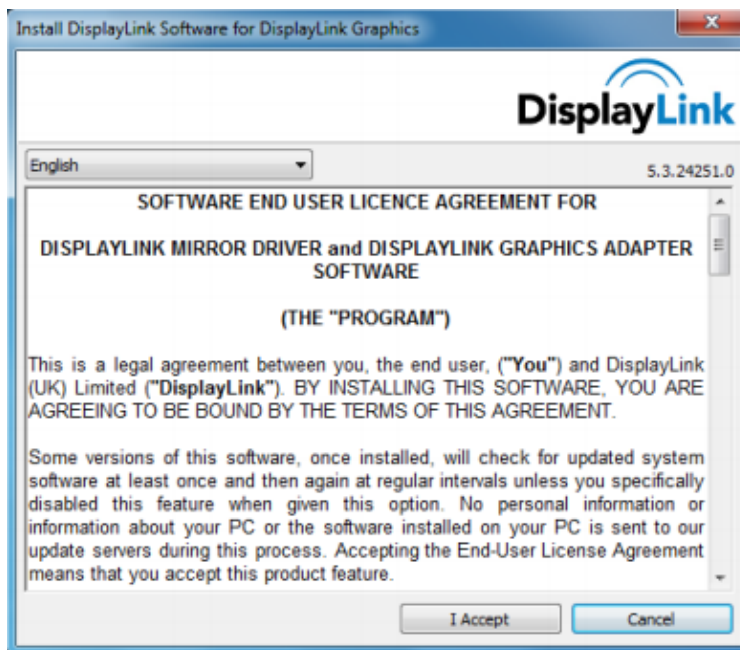 Install DisplayLink Software for DisplayLink Graphics
DisplayLink
English
5.3.24251.0
SOFTWARE END USER LICENCE AGREEMENT FOR
DISPLAYLINK MIRROR DRIVER and DISPLAYLINK GRAPHICS ADAPTER
SOFTWARE
(THE "PROGRAM")
This is a legal agreement between you, the end user, ("You") and DisplayLink
(UK) Limited ("DisplayLink"). BY INSTALLING THIS SOFTWARE, YOU ARE
AGREEING TO BE BOUND BY THE TERMS OF THIS AGREEMENT.
Some versions of this software, once installed, will check for updated system
software at least once and then again at regular intervals unless you specifically
disabled this feature when given this option. No personal information or
information about your PC or the software installed on your PC is sent to our
update servers during this process. Accepting the End-User License Agreement
means that you accept this product feature.
I Accept
Cancel